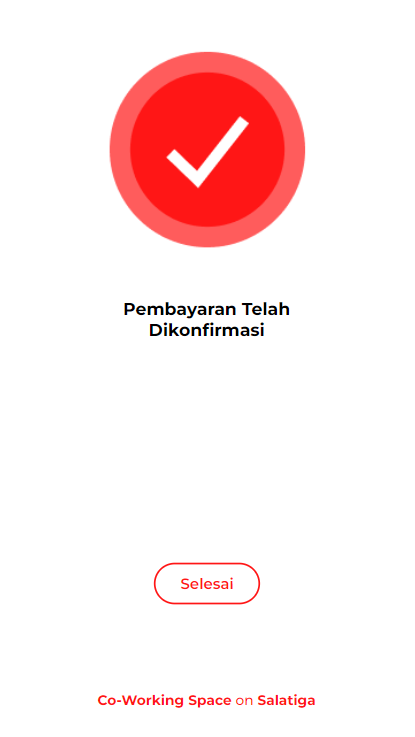 Pembayaran Telah
Dikonfirmasi
Selesai
Co-Working Space on Salatiga